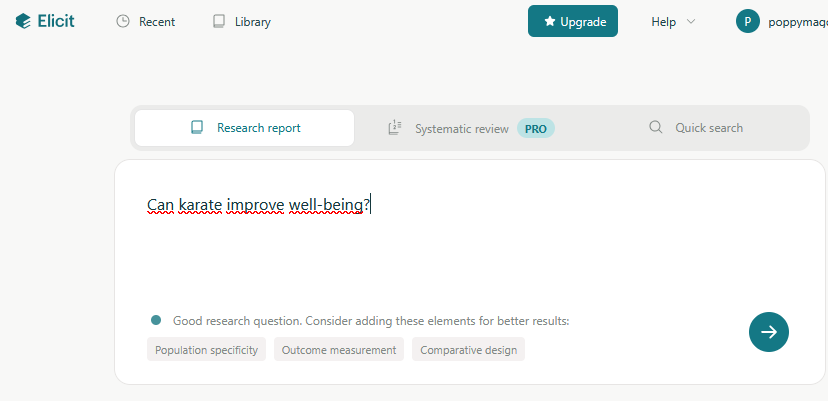 Elicit Recent Library Upgrade Help P poppymaqo
Research report Systematic review PRO Quick search
Can karate improve well-being?
Good research question. Consider adding these elements for better results:
Population specificity Outcome measurement Comparative design